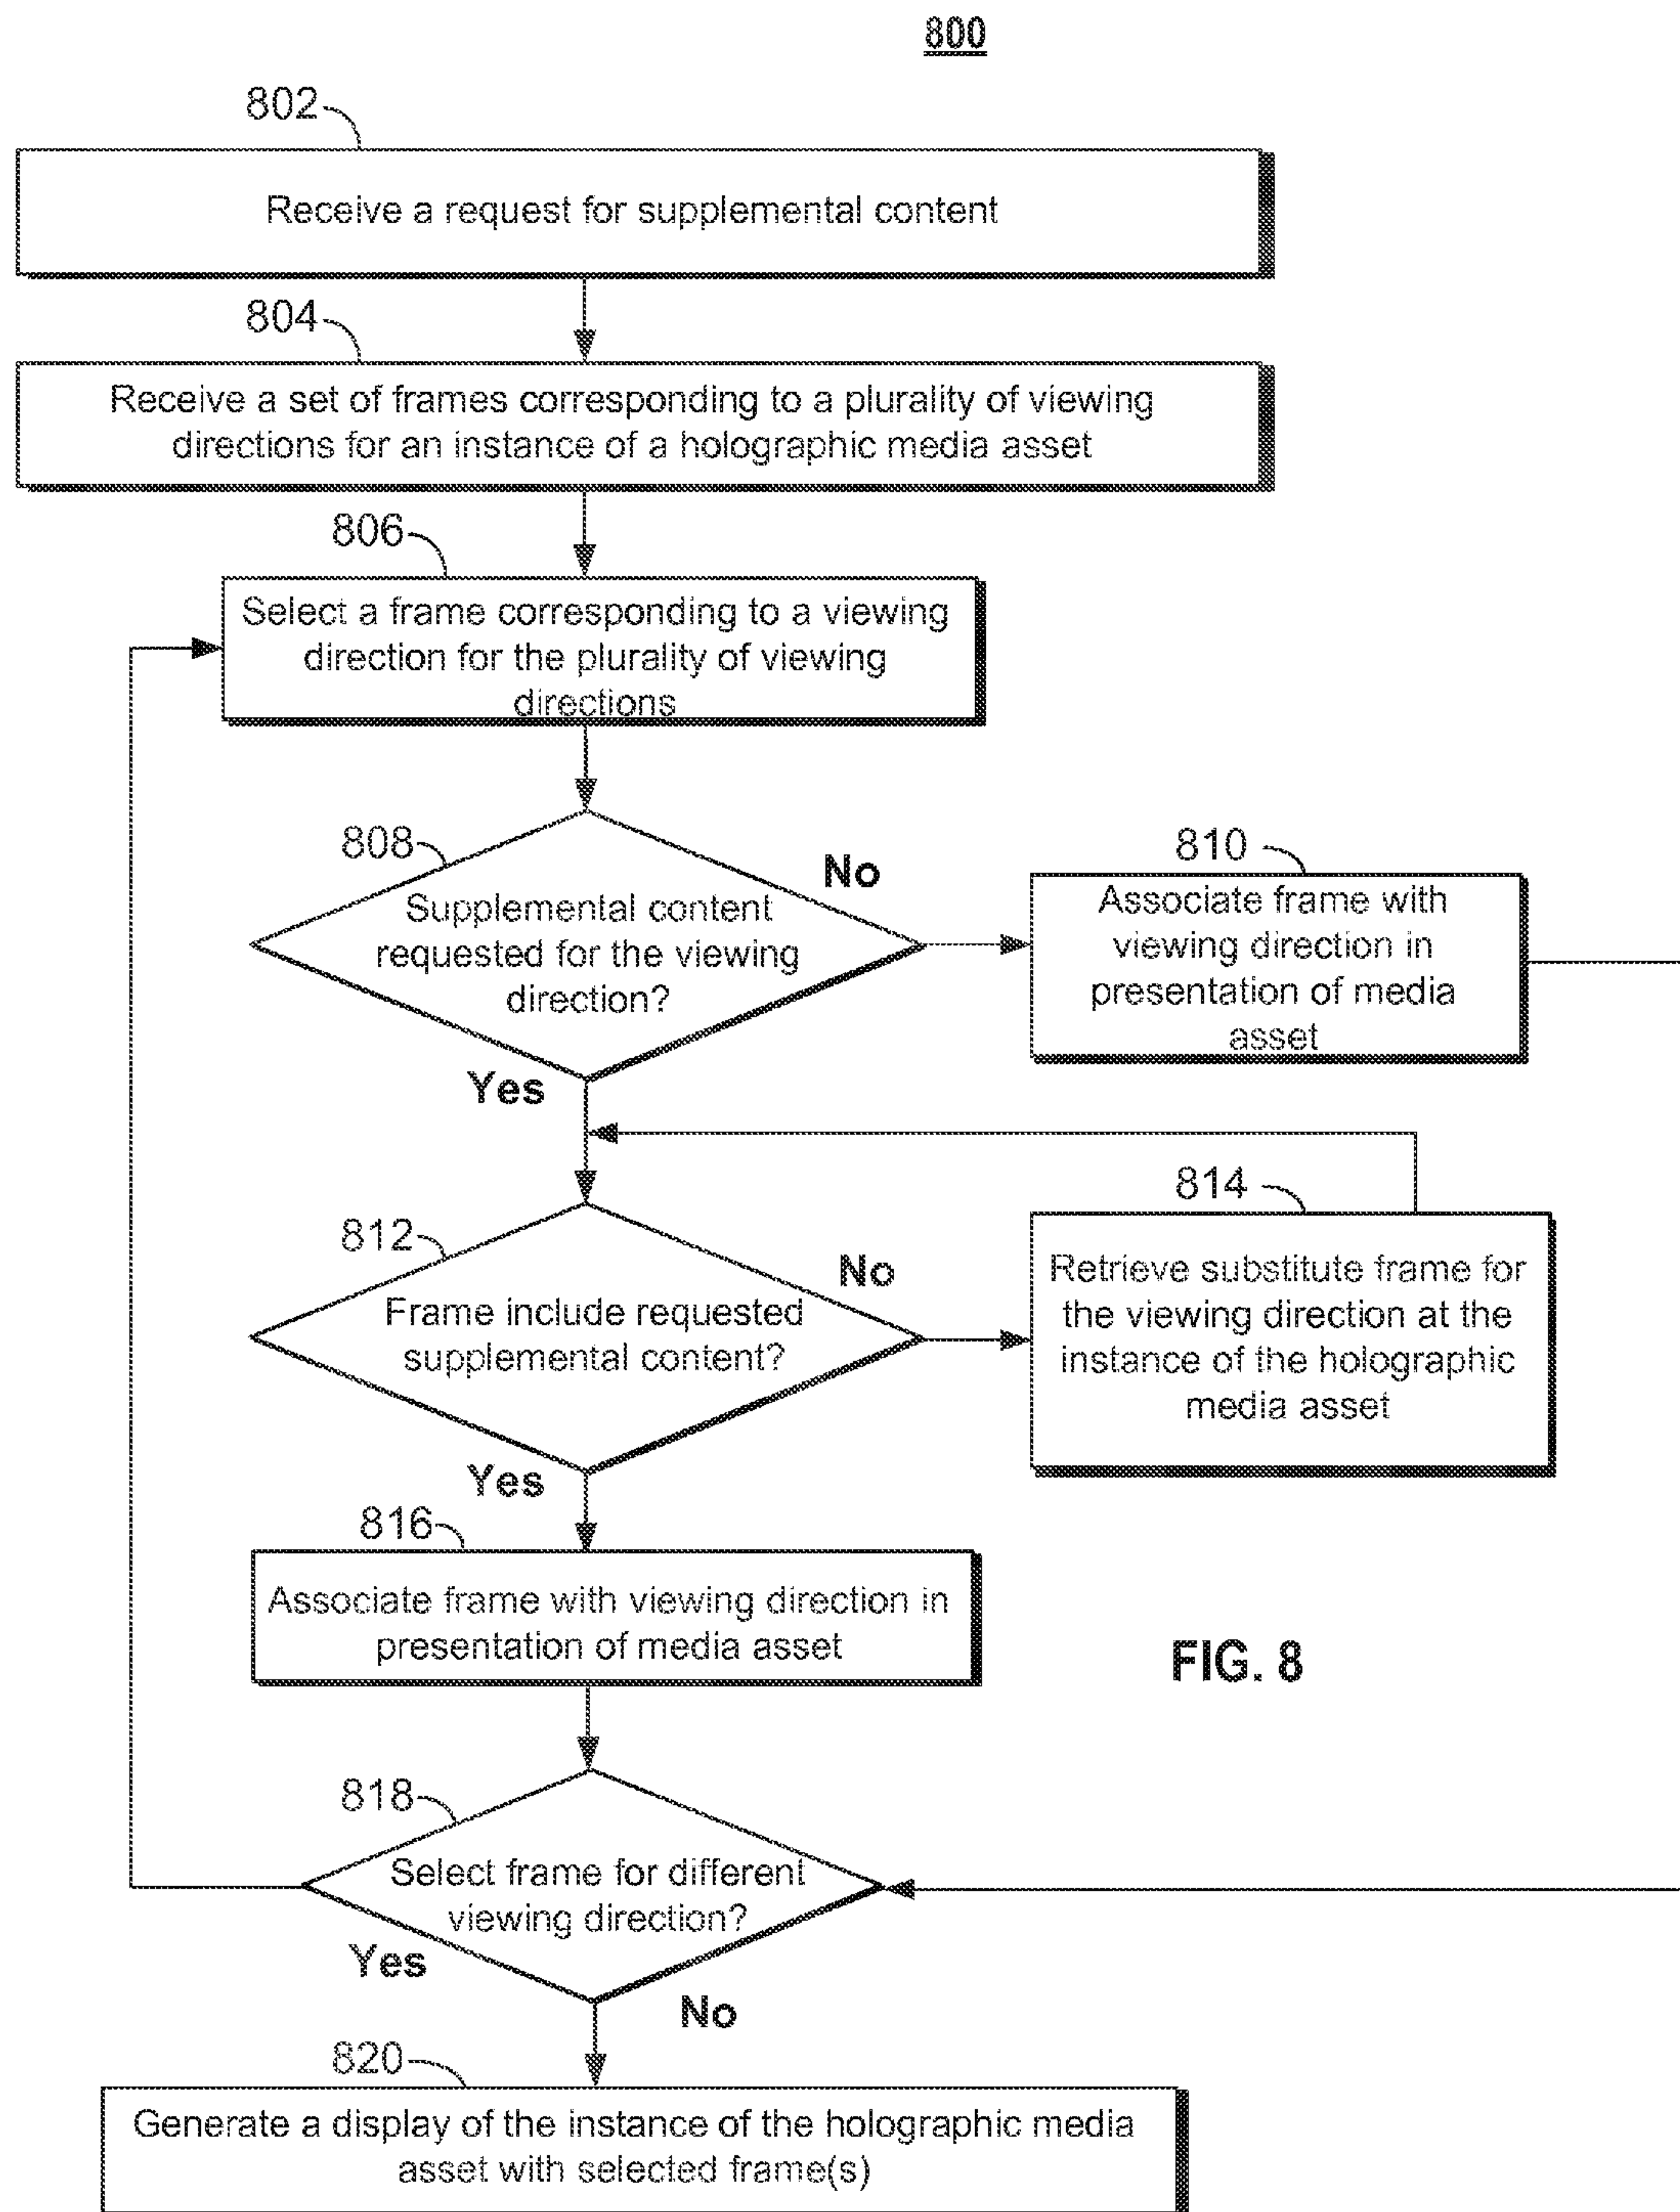 800
802
Receive a request for supplemental content
804
Receive a set of frames corresponding to a plurality of viewing
directions for an instance of a holographic media asset
806
Select a frame corresponding to a viewing
direction for the plurality of viewing
directions
808
Supplemental content
requested for the viewing
direction?
No
Yes
810
Associate frame with
viewing direction in
presentation of media
asset
812
Frame include requested
supplemental content?
No
Yes
814
Retrieve substitute frame for
the viewing direction at the
instance of the holographic
media asset
816
Associate frame with viewing direction in
presentation of media asset
FIG. 8
818
Select frame for different
viewing direction?
Yes
No
820
Generate a display of the instance of the holographic media
asset with selected frame(s)